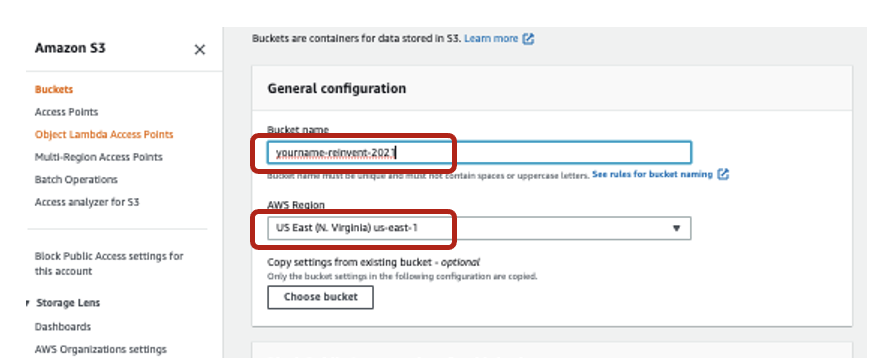 Amazon S3
Buckets
Access Points
Object Lambda Access Points
Multi-Region Access Points
Batch Operations
Access analyzer for S3
Block Public Access settings for
this account
Storage Lens
Dashboards
AWS Organizations settings
Buckets are containers for data stored in S3. Learn more
General configuration
Bucket name
yourname-reinvent-2021
Bucket name must be unique and must not contain spaces or uppercase letters. See rules for bucket naming
AWS Region
US East (N. Virginia) us-east-1
Copy settings from existing bucket - optional
Only the bucket settings in the following configuration are copied.
Choose bucket